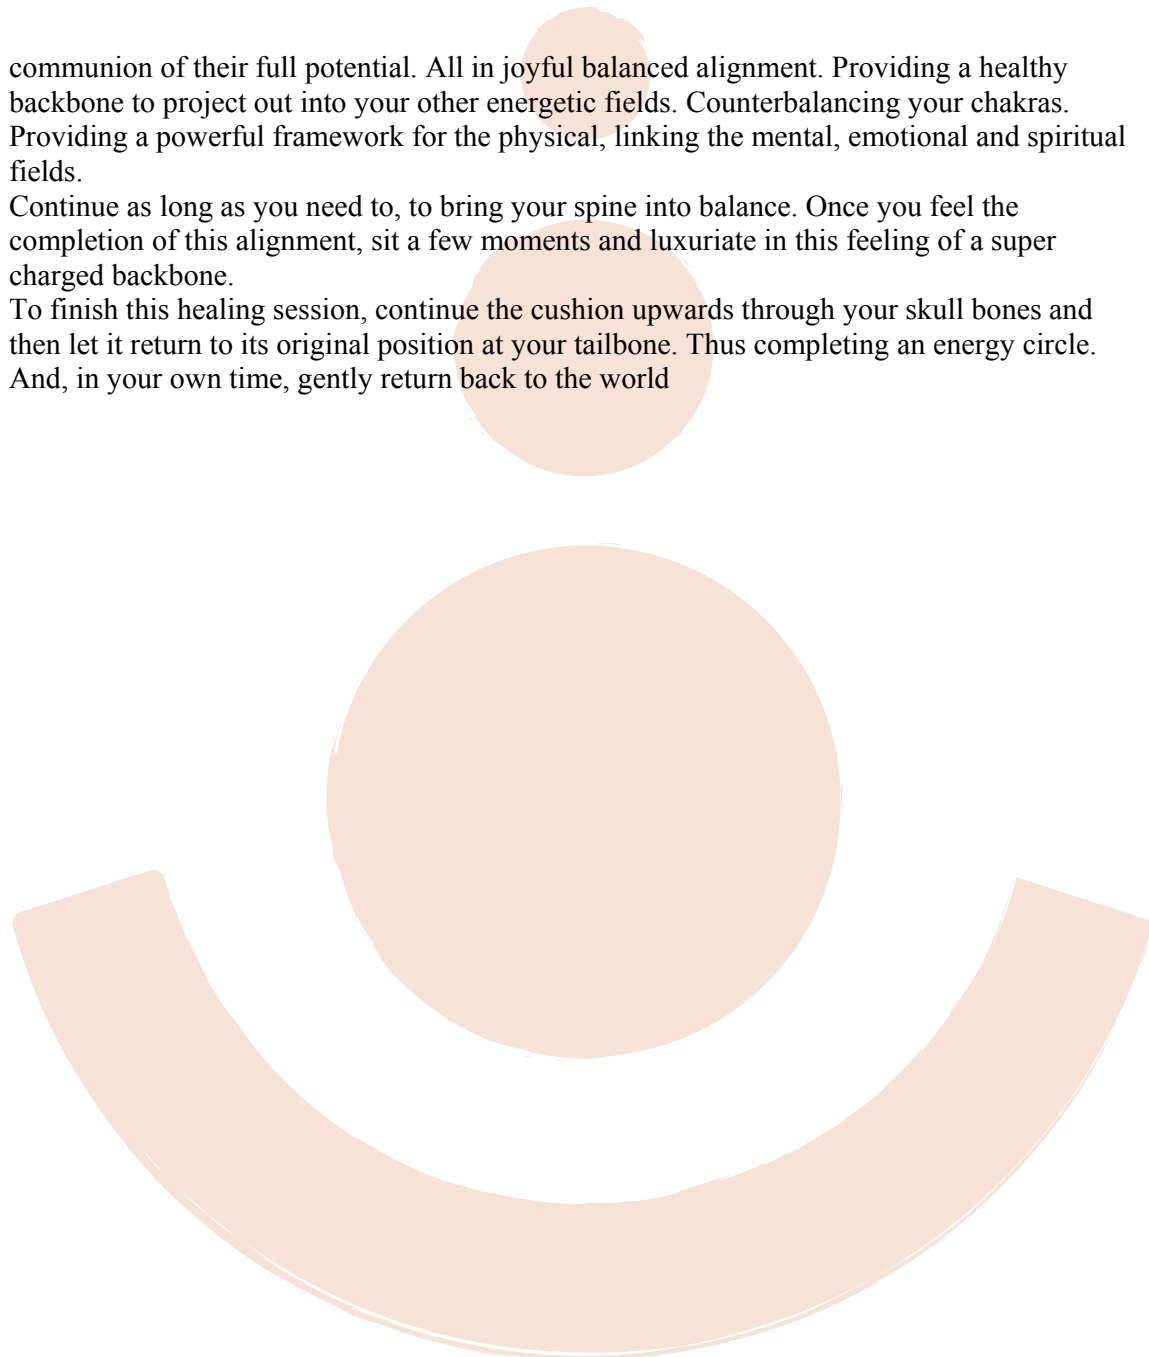 communion of their full potential. All in joyful balanced alignment. Providing a healthy
backbone to project out into your other energetic fields. Counterbalancing your chakras.
Providing a powerful framework for the physical, linking the mental, emotional and spiritual
fields.
Continue as long as you need to, to bring your spine into balance. Once you feel the
completion of this alignment, sit a few moments and luxuriate in this feeling of a super
charged backbone.
To finish this healing session, continue the cushion upwards through your skull bones and
then let it return to its original position at your tailbone. Thus completing an energy circle.
And, in your own time, gently return back to the world